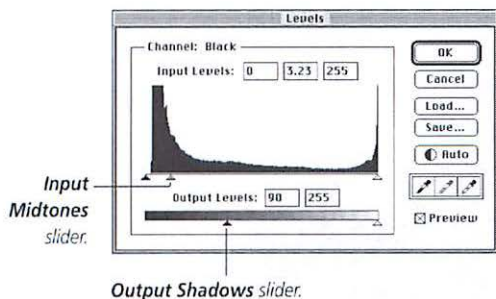 Levels
Channel: Black
Input Levels: 0 3.23 255
Output Levels: 90 255
OK
Cancel
Load...
Save...
Auto
Preview
Input
Midtones
slider.
Output Shadows slider.